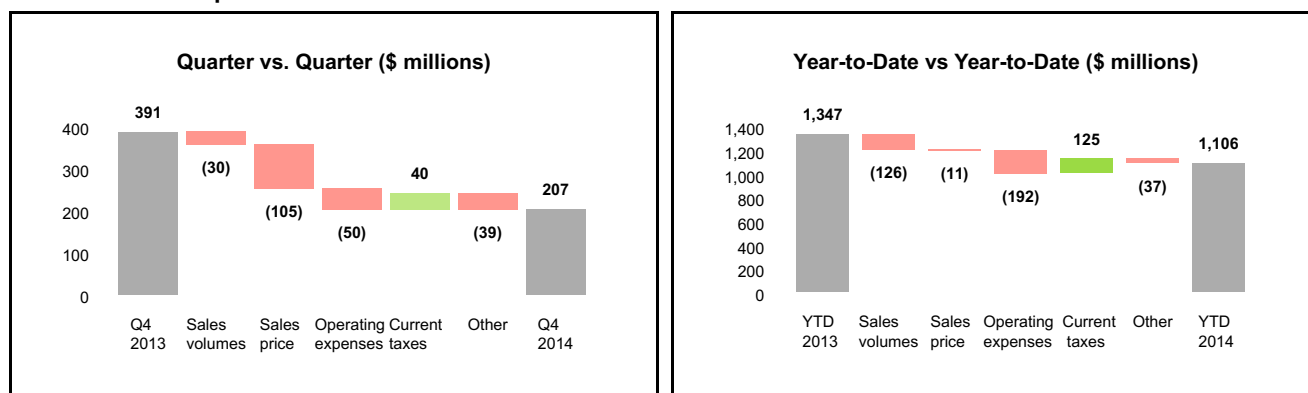 Quarter vs. Quarter ($ millions)
391
400
300
200
100
0
(30)
(105)
(50)
40
(39)
207
Q4
2013
Sales
volumes
Sales
price
Operating
expenses
Current
taxes
Other
Q4
2014
Year-to-Date vs Year-to-Date ($ millions)
1,347
1,400
1,200
1,000
800
600
400
200
0
(126)
(11)
(192)
125
(37)
1,106
YTD
2013
Sales
volumes
Sales
price
Operating
expenses
Current
taxes
Other
YTD
2014